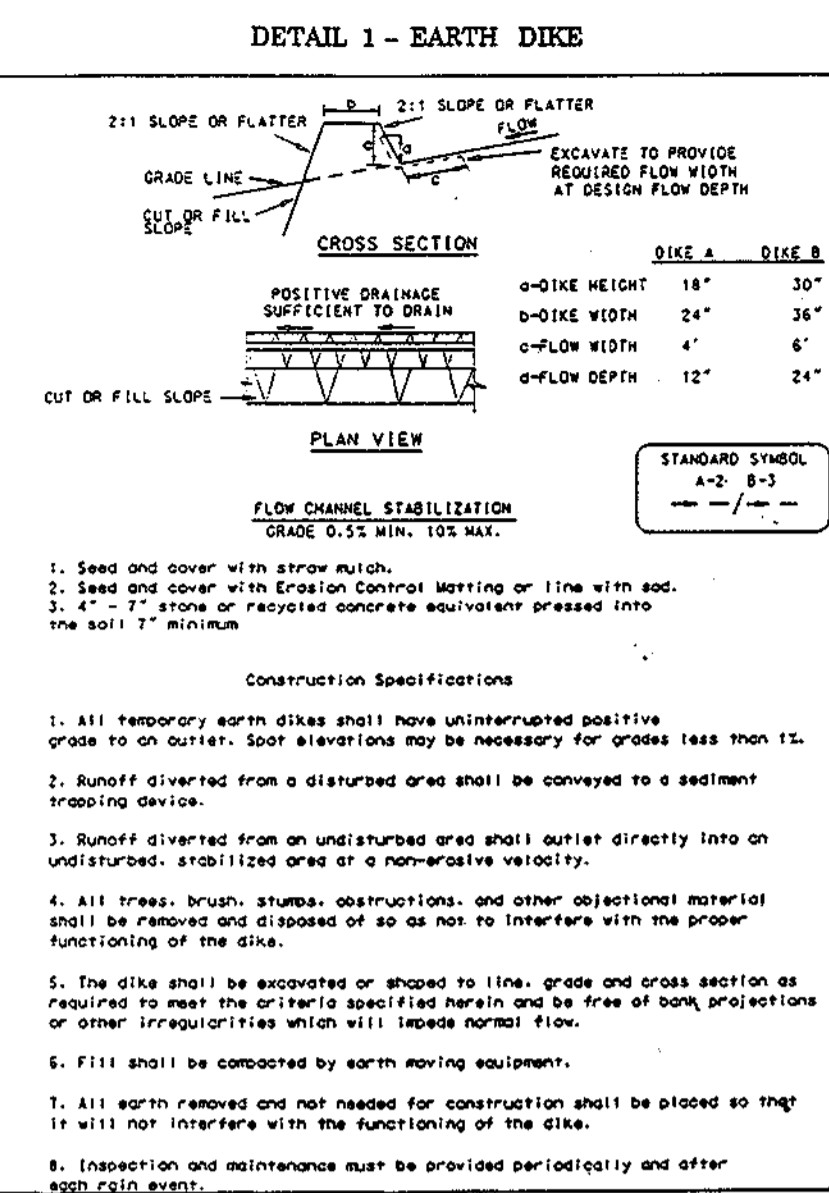 DETAIL 1 - EARTH DIKE
b
2:1 SLOPE OR FLATTER
2:1 SLOPE OR FLATTER
FLOW
d
EXCAVATE TO PROVIDE
REQUIRED FLOW WIDTH
AT DESIGN FLOW DEPTH
GRADE LINE
c
CUT OR FILL
SLOPE
CROSS SECTION
DIKE A DIKE B
a-DIKE HEIGHT 18" 30"
b-DIKE WIDTH 24" 36"
c-FLOW WIDTH 4' 6'
d-FLOW DEPTH 12" 24"
POSITIVE DRAINAGE
SUFFICIENT TO DRAIN
CUT OR FILL SLOPE
PLAN VIEW
STANDARD SYMBOL
A-2 B-3
FLOW CHANNEL STABILIZATION
GRADE 0.5% MIN. 10% MAX.
1. Seed and cover with straw mulch.
2. Seed and cover with Erosion Control Matting or line with sod.
3. 4" - 7" stone or recycled concrete equivalent pressed into
the soil 7" minimum
Construction Specifications
1. All temporary earth dikes shall have uninterrupted positive
grade to an outlet. Spot elevations may be necessary for grades less than 1%.
2. Runoff diverted from a disturbed area shall be conveyed to a sediment
trapping device.
3. Runoff diverted from an undisturbed area shall outlet directly into an
undisturbed, stabilized area at a non-erosive velocity.
4. All trees, brush, stumps, obstructions, and other objectional material
shall be removed and disposed of so as not to interfere with the proper
functioning of the dike.
5. The dike shall be excavated or shaped to line, grade and cross section as
required to meet the criteria specified herein and be free of bank projections
or other irregularities which will impede normal flow.
6. Fill shall be compacted by earth moving equipment.
7. All earth removed and not needed for construction shall be placed so that
it will not interfere with the functioning of the dike.
8. Inspection and maintenance must be provided periodically and after
each rain event.